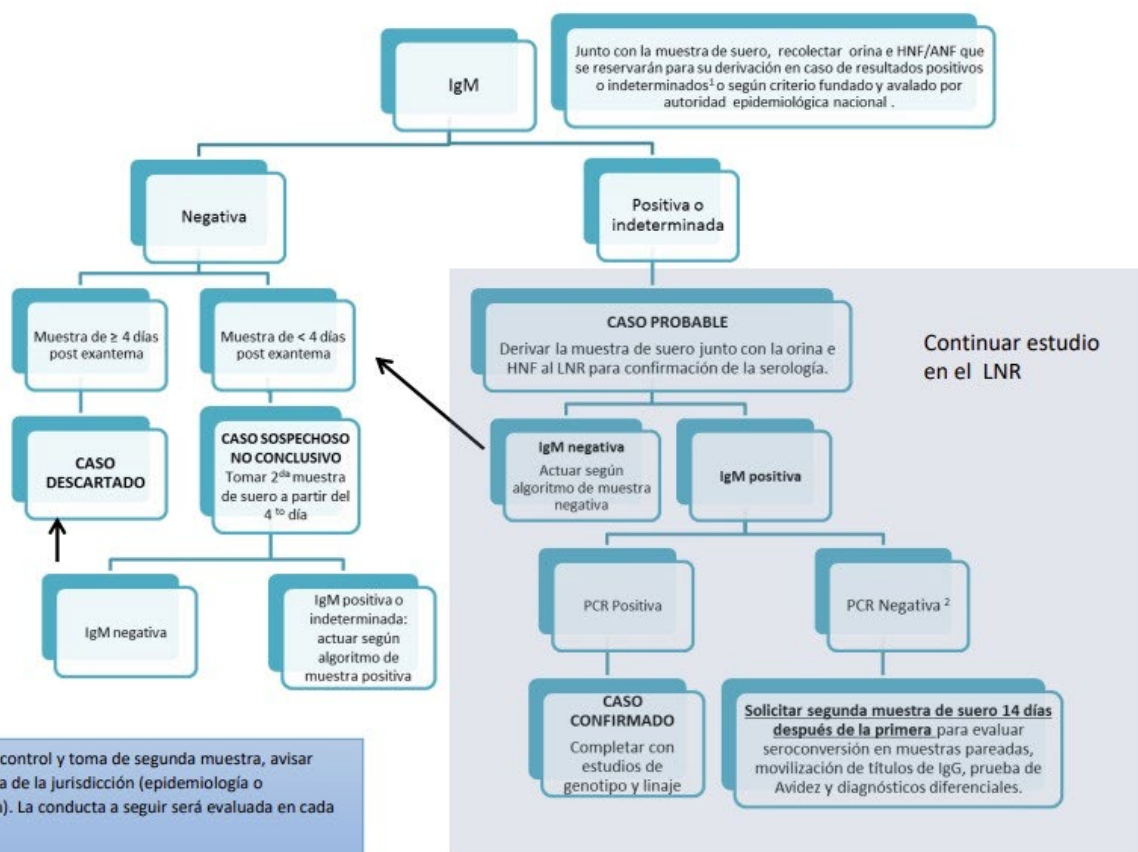 IgM
Junto con la muestra de suero, recolectar orina e HNF/ANF que
se reservarán para su derivación en caso de resultados positivos
o indeterminados¹ o según criterio fundado y avalado por
autoridad epidemiológica nacional .
Negativa
Positiva o
indeterminada
Muestra de ≥ 4 días
post exantema
Muestra de < 4 días
post exantema
CASO
DESCARTADO
CASO SOSPECHOSO
NO CONCLUSIVO
Tomar 2ᵈᵃ muestra
de suero a partir del
4 ᵗᵒ día
IgM negativa
IgM positiva o
indeterminada:
actuar según
algoritmo de
muestra positiva
CASO PROBABLE
Derivar la muestra de suero junto con la orina e
HNF al LNR para confirmación de la serología.
Continuar estudio
en el LNR
IgM negativa
Actuar según
algoritmo de muestra
negativa
IgM positiva
PCR Positiva
PCR Negativa ²
CASO
CONFIRMADO
Completar con
estudios de
genotipo y linaje
Solicitar segunda muestra de suero 14 días
después de la primera para evaluar
seroconversión en muestras pareadas,
movilización de títulos de IgG, prueba de
Avidez y diagnósticos diferenciales.
control y toma de segunda muestra, avisar
a de la jurisdicción (epidemiología o
). La conducta a seguir será evaluada en cada